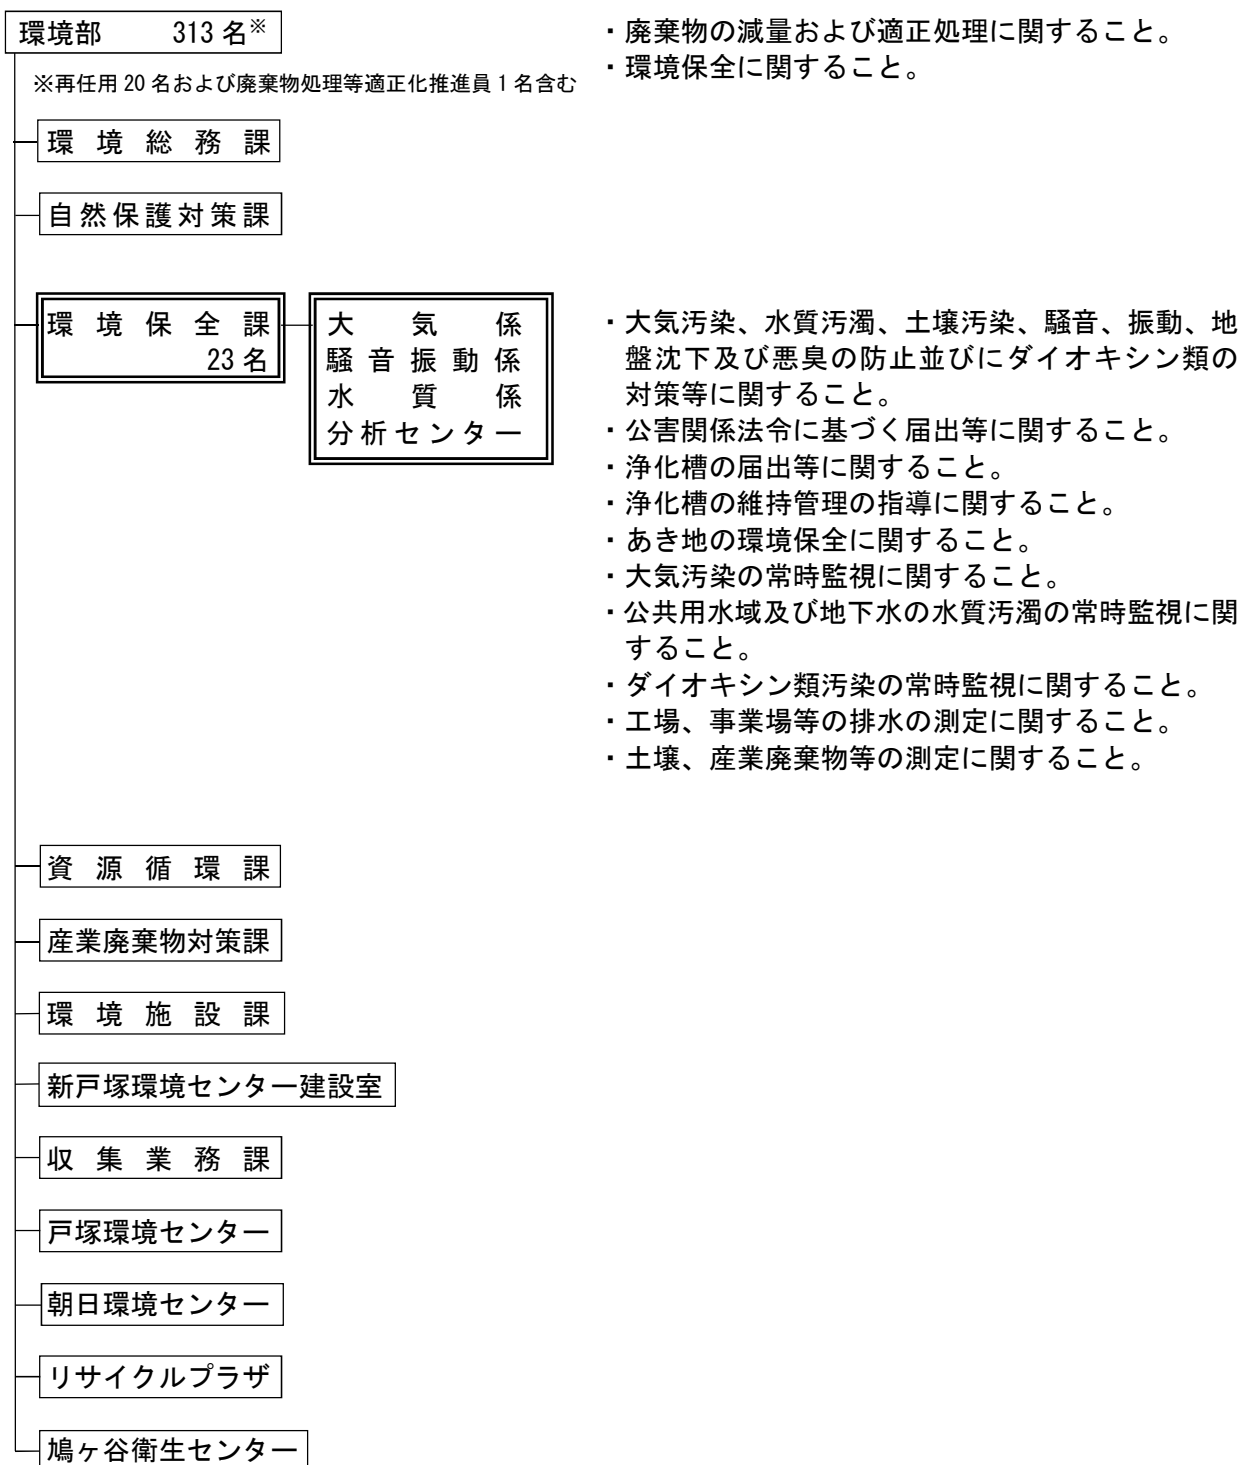 環境部 313名※
・廃棄物の減量および適正処理に関すること。
・環境保全に関すること。
※再任用20名および廃棄物処理等適正化推進員1名含む
環境総務課
自然保護対策課
環境保全課
23名
大気係
騒音振動係
水質係
分析センター
・大気汚染、水質汚濁、土壌汚染、騒音、振動、地
盤沈下及び悪臭の防止並びにダイオキシン類の
対策等に関すること。
・公害関係法令に基づく届出等に関すること。
・浄化槽の届出等に関すること。
・浄化槽の維持管理の指導に関すること。
・あき地の環境保全に関すること。
・大気汚染の常時監視に関すること。
・公共用水域及び地下水の水質汚濁の常時監視に関
すること。
・ダイオキシン類汚染の常時監視に関すること。
・工場、事業場等の排水の測定に関すること。
・土壌、産業廃棄物等の測定に関すること。
資源循環課
産業廃棄物対策課
環境施設課
新戸塚環境センター建設室
収集業務課
戸塚環境センター
朝日環境センター
リサイクルプラザ
鳩ヶ谷衛生センター